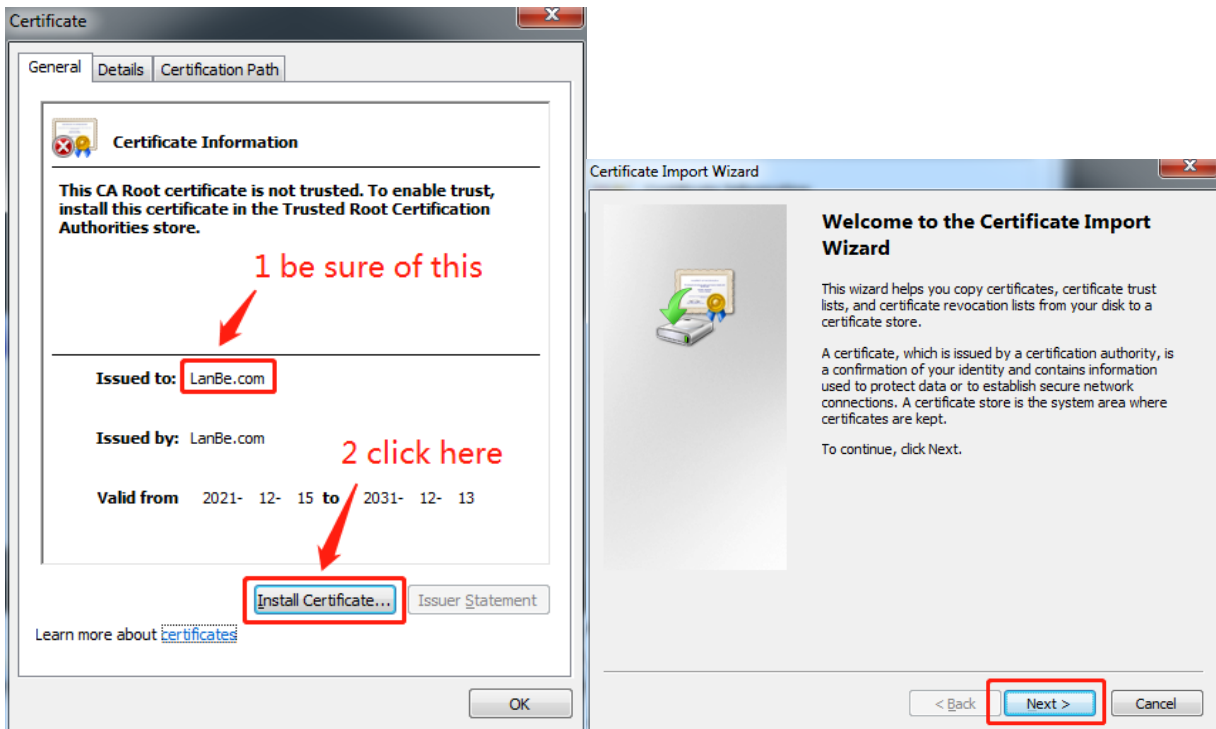 Certificate
General
Details
Certification Path
Certificate Information
This CA Root certificate is not trusted. To enable trust,
install this certificate in the Trusted Root Certification
Authorities store.
1 be sure of this
Issued to: LanBe.com
Issued by: LanBe.com
2 click here
Valid from 2021- 12- 15 to 2031- 12- 13
Install Certificate...
Issuer Statement
Learn more about certificates
OK
Certificate Import Wizard
Welcome to the Certificate Import
Wizard
This wizard helps you copy certificates, certificate trust
lists, and certificate revocation lists from your disk to a
certificate store.
A certificate, which is issued by a certification authority, is
a confirmation of your identity and contains information
used to protect data or to establish secure network
connections. A certificate store is the system area where
certificates are kept.
To continue, click Next.
< Back
Next >
Cancel